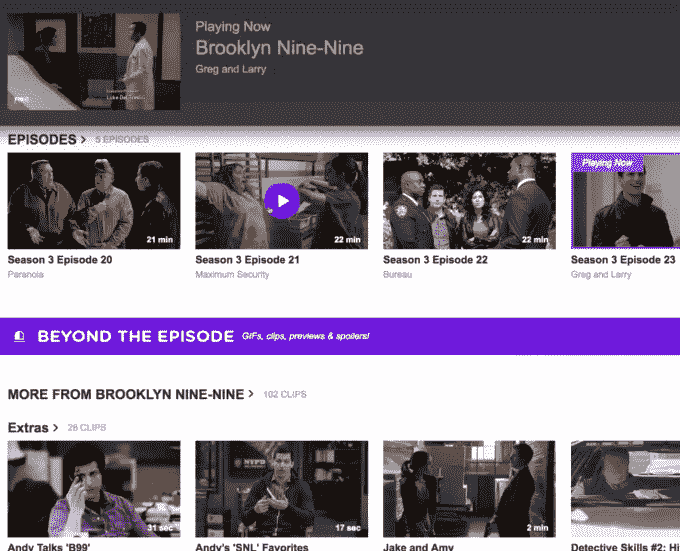 Playing Now
Brooklyn Nine-Nine
Greg and Larry
EPISODES > 5 EPISODES
Playing Now
21 min
22 min
22 min
Season 3 Episode 20
Season 3 Episode 21
Season 3 Episode 22
Season 3 Episode 23
Paranoia
Maximum Security
Bureau
Greg and Larry
BEYOND THE EPISODE GIFs, clips, previews & spoilers!
MORE FROM BROOKLYN NINE-NINE > 102 CLIPS
Extras > 26 CLIPS
NYPD
31 sec
17 sec
2 min
Andy Talks 'B99'
Andy's 'SNL' Favorites
Jake and Amy
Detective Skills #2: Hi